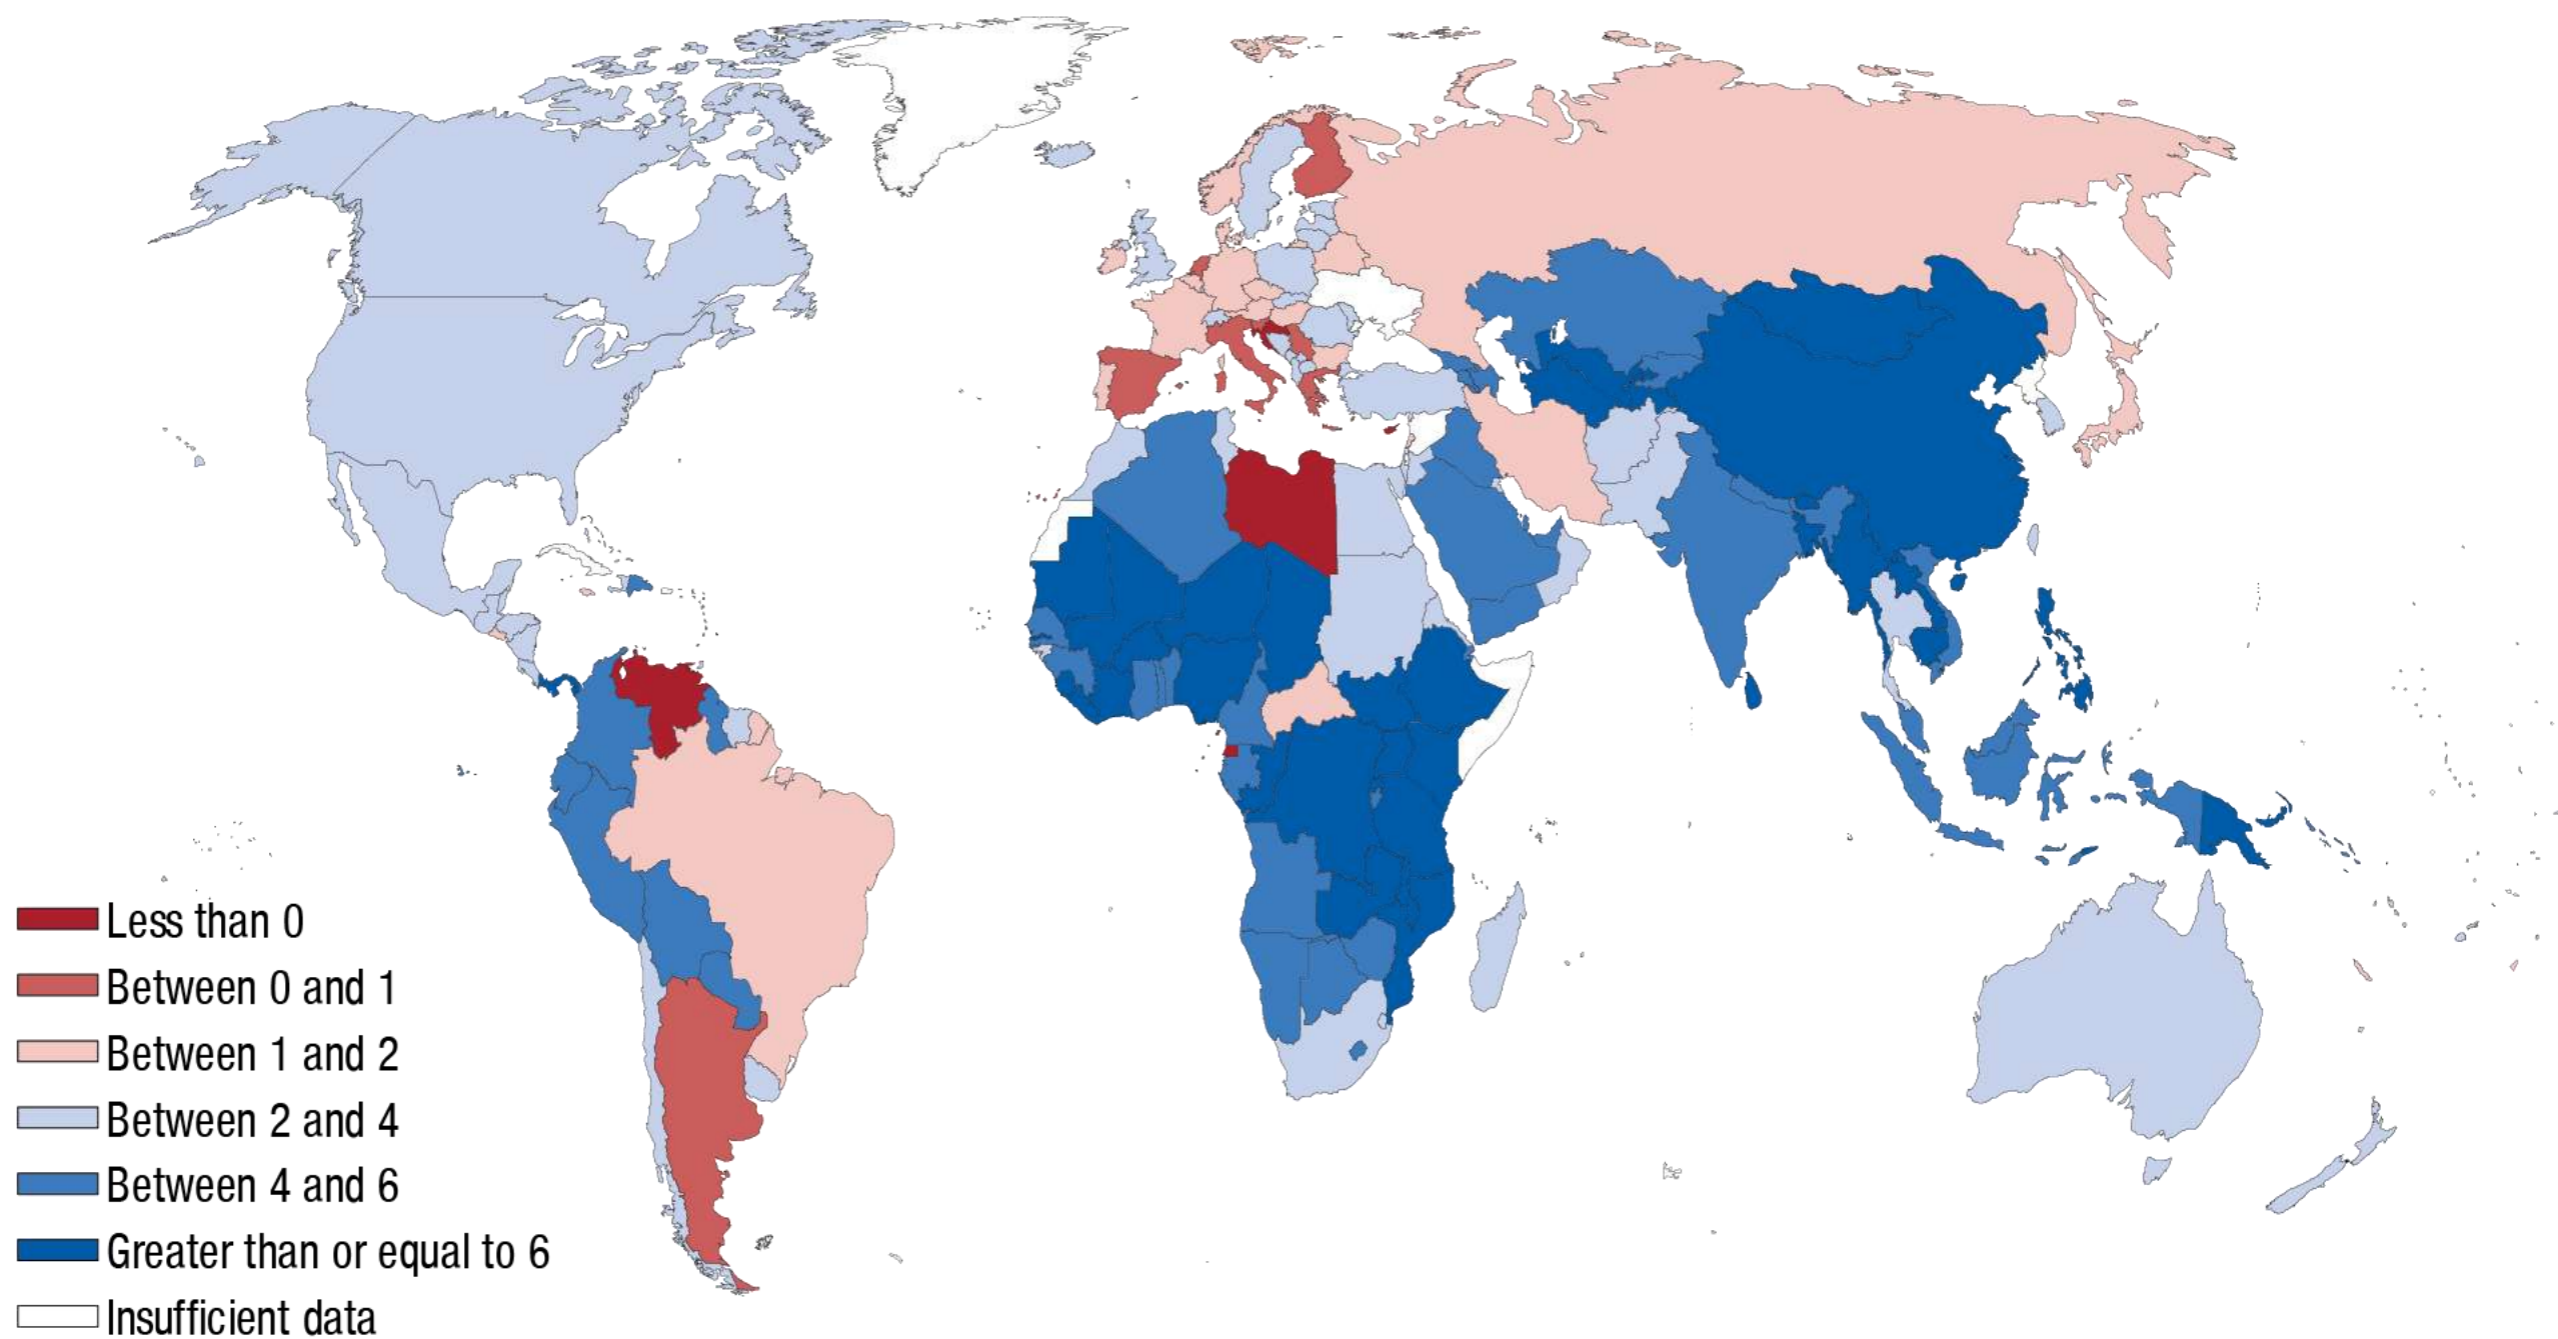 Less than 0
Between 0 and 1
Between 1 and 2
Between 2 and 4
Between 4 and 6
Greater than or equal to 6
Insufficient data